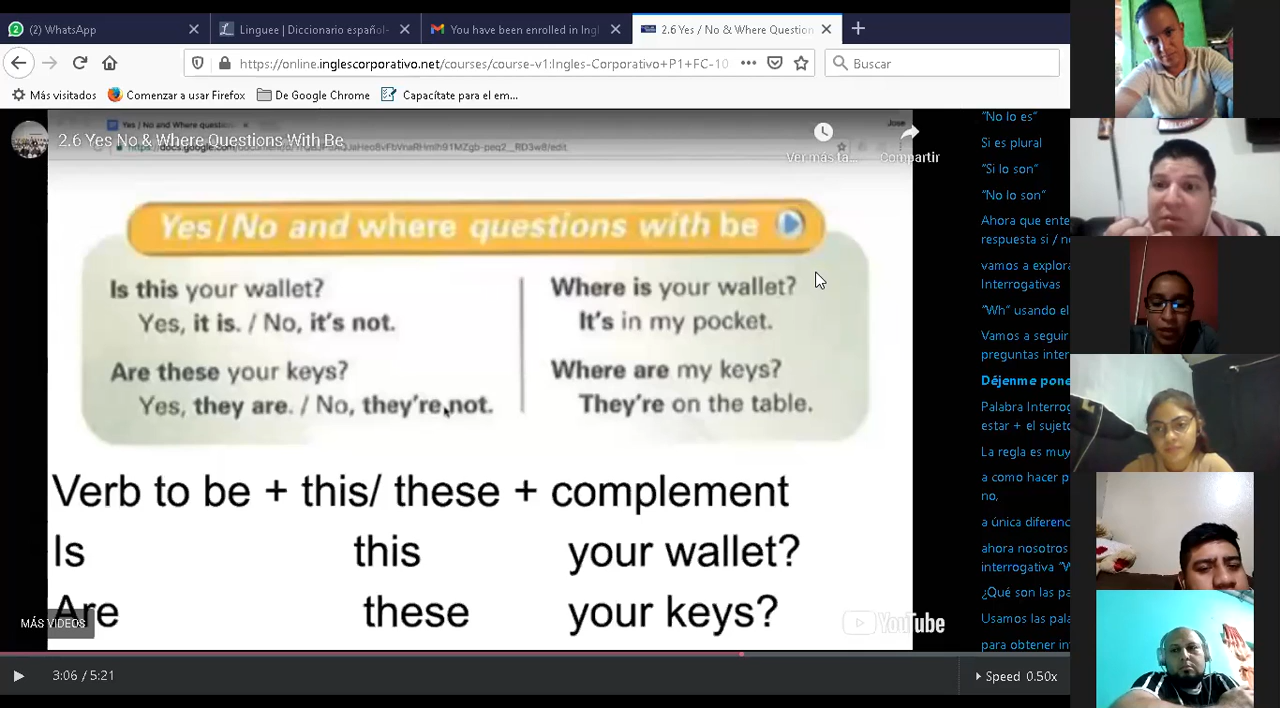 (2) WhatsApp
Linguee | Diccionario español-
You have been enrolled in Ingl
2.6 Yes / No & Where Question
https://online.inglescorporativo.net/courses/course-v1:Ingles-Corporativo+P1+FC-10
Buscar
Más visitados
Comenzar a usar Firefox
De Google Chrome
Capacítate para el em...
Yes / No and Where questi
Jose
2.6 Yes No & Where Questions With Be
Ver más ta...
Compartir
Yes/No and where questions with be
Is this your wallet?
Yes, it is. / No, it's not.
Are these your keys?
Yes, they are. / No, they're not.
Where is your wallet?
It's in my pocket.
Where are my keys?
They're on the table.
Verb to be + this/ these + complement
Is this your wallet?
Are these your keys?
MÁS VIDEOS
YouTube
3:06 / 5:21
Speed 0.50x
"No lo es"
Si es plural
"Si lo son"
"No lo son"
Ahora que ente
respuesta si / n
vamos a explora
Interrogativas
"Wh" usando el
Vamos a seguir
preguntas inter
Déjenme pone
Palabra Interrog
estar + el sujeto
La regla es muy
a como hacer p
no,
a única diferenc
ahora nosotros
interrogativa "W
¿Qué son las pa
Usamos las pala
para obtener in